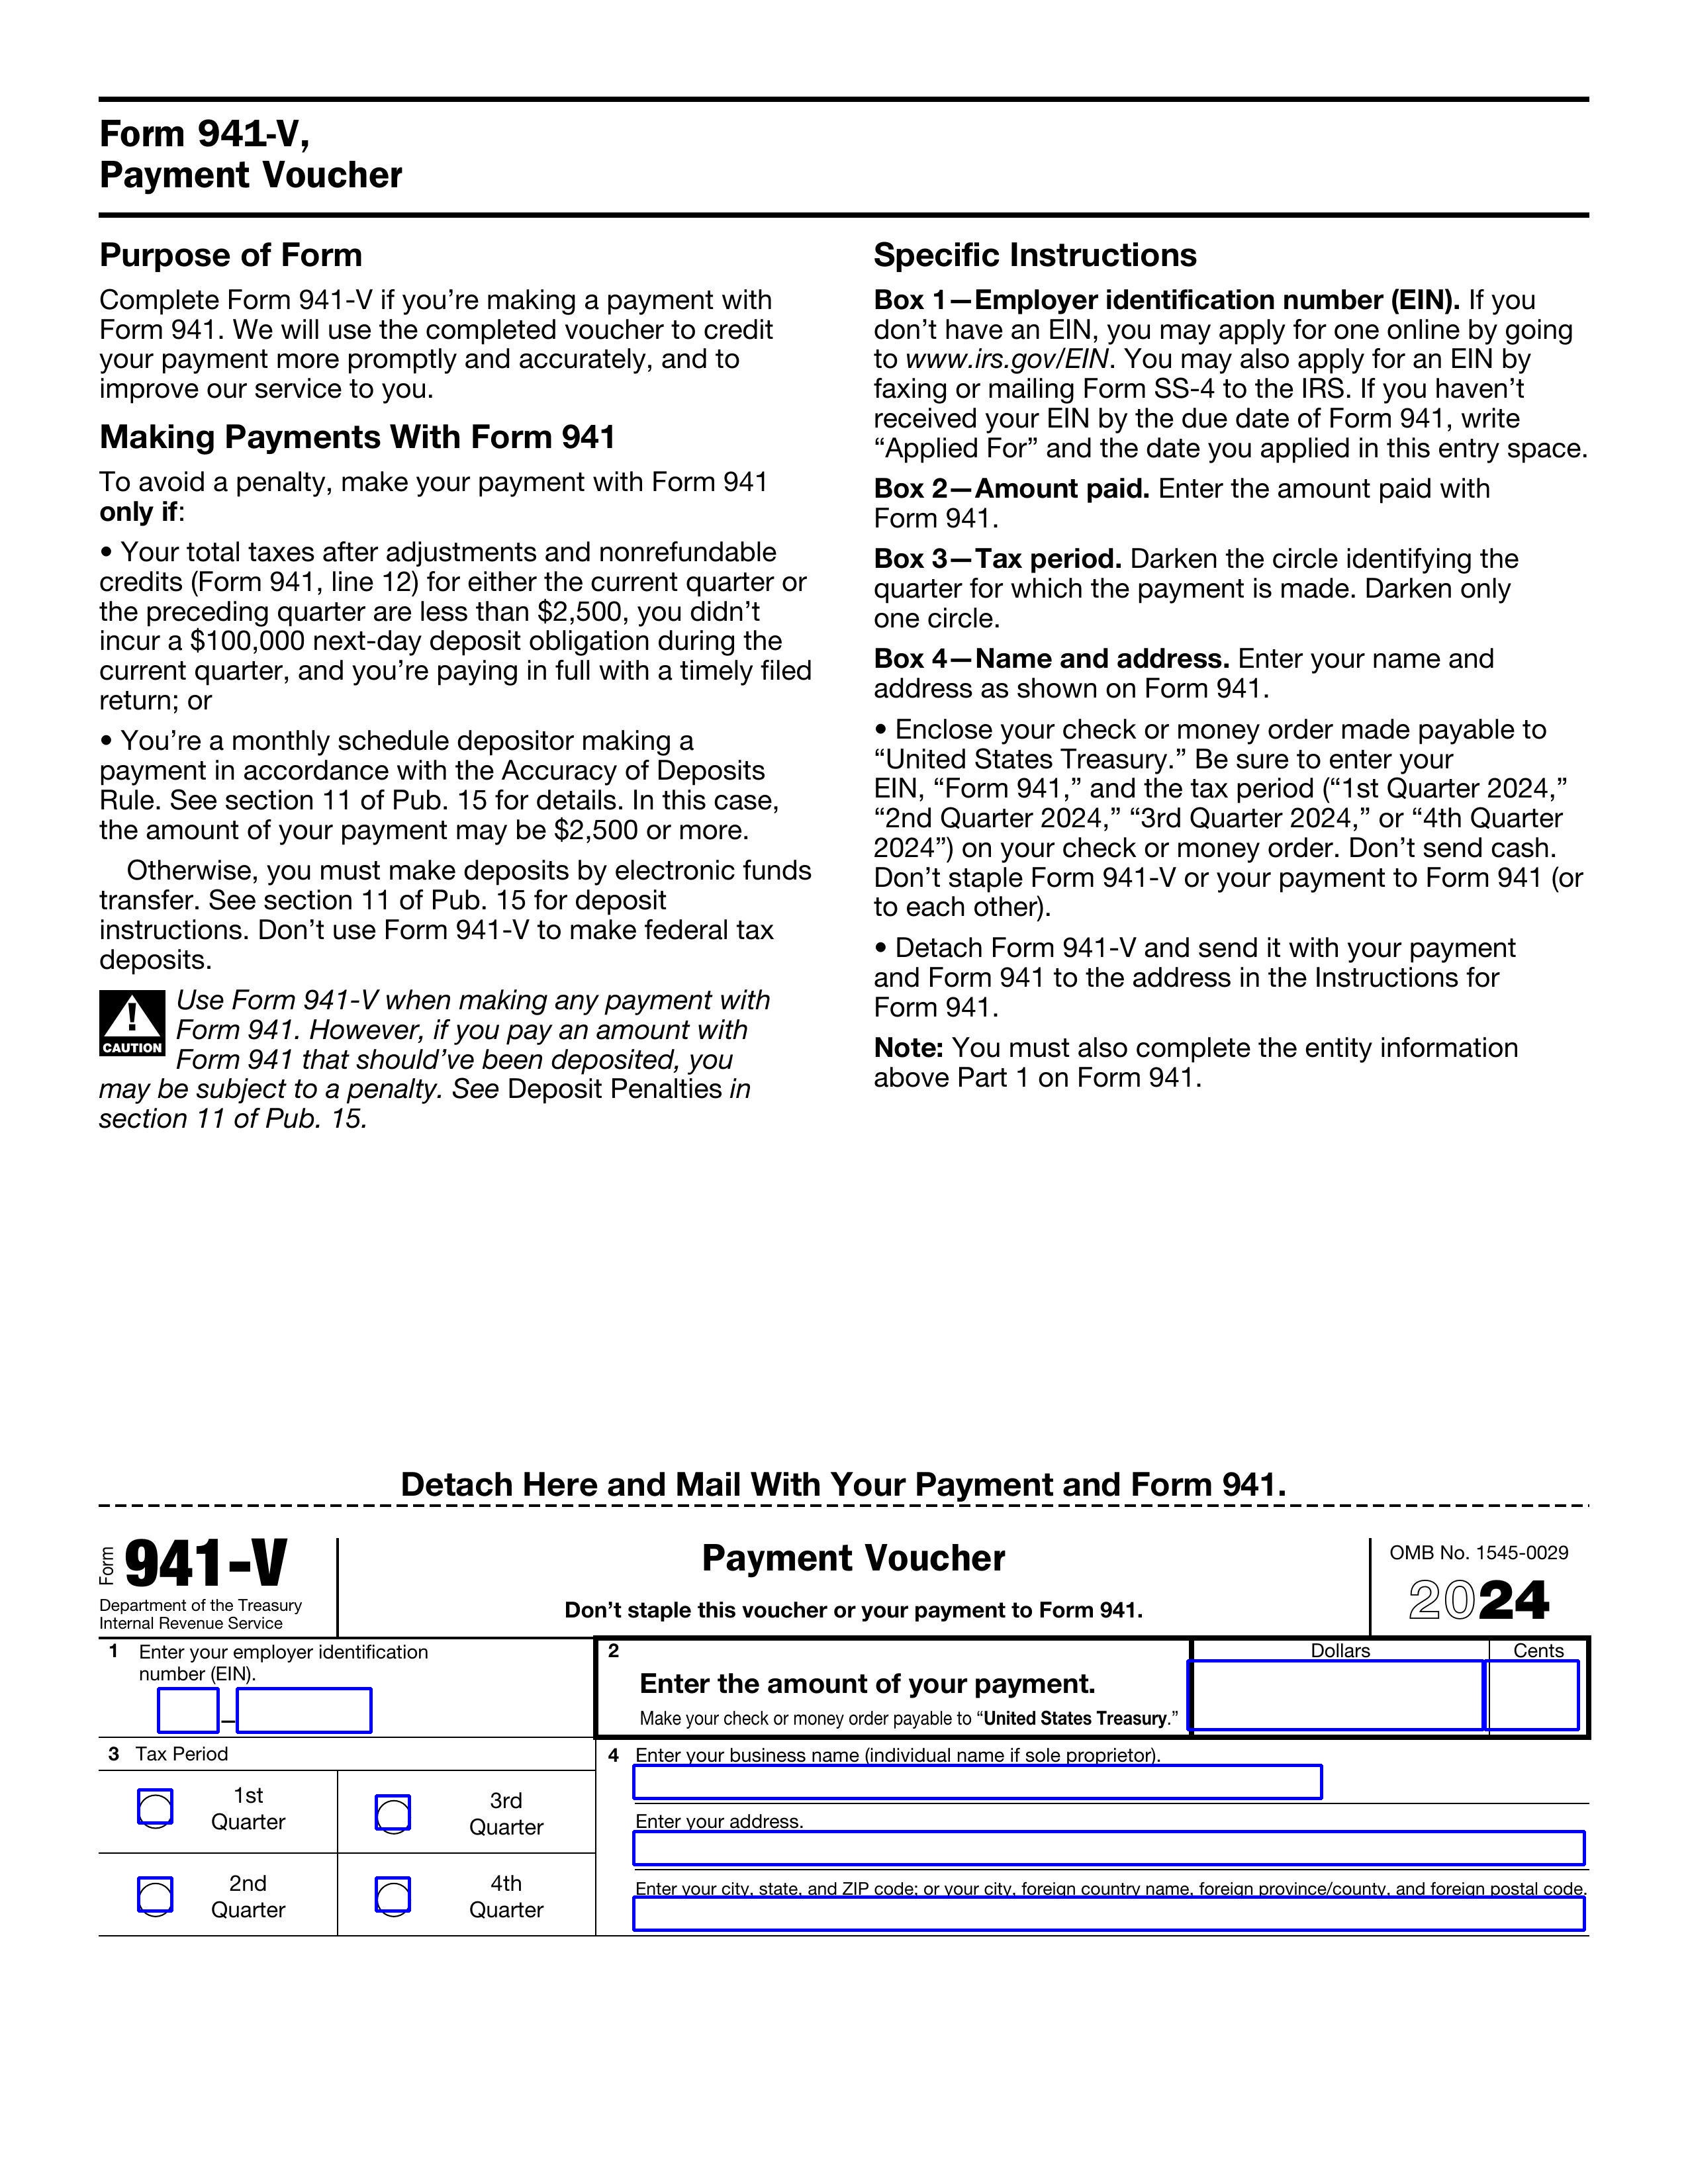 Form 941-V,
Payment Voucher
Purpose of Form
Complete Form 941-V if you’re making a payment with
Form 941. We will use the completed voucher to credit
your payment more promptly and accurately, and to
improve our service to you.
Making Payments With Form 941
To avoid a penalty, make your payment with Form 941
only if:
• Your total taxes after adjustments and nonrefundable
credits (Form 941, line 12) for either the current quarter or
the preceding quarter are less than $2,500, you didn’t
incur a $100,000 next-day deposit obligation during the
current quarter, and you’re paying in full with a timely filed
return; or
• You’re a monthly schedule depositor making a
payment in accordance with the Accuracy of Deposits
Rule. See section 11 of Pub. 15 for details. In this case,
the amount of your payment may be $2,500 or more.
Otherwise, you must make deposits by electronic funds
transfer. See section 11 of Pub. 15 for deposit
instructions. Don’t use Form 941-V to make federal tax
deposits.
! CAUTION
Use Form 941-V when making any payment with
Form 941. However, if you pay an amount with
Form 941 that should’ve been deposited, you
may be subject to a penalty. See Deposit Penalties in
section 11 of Pub. 15.
Specific Instructions
Box 1—Employer identification number (EIN). If you
don’t have an EIN, you may apply for one online by going
to www.irs.gov/EIN. You may also apply for an EIN by
faxing or mailing Form SS-4 to the IRS. If you haven’t
received your EIN by the due date of Form 941, write
“Applied For” and the date you applied in this entry space.
Box 2—Amount paid. Enter the amount paid with
Form 941.
Box 3—Tax period. Darken the circle identifying the
quarter for which the payment is made. Darken only
one circle.
Box 4—Name and address. Enter your name and
address as shown on Form 941.
• Enclose your check or money order made payable to
“United States Treasury.” Be sure to enter your
EIN, “Form 941,” and the tax period (“1st Quarter 2024,”
“2nd Quarter 2024,” “3rd Quarter 2024,” or “4th Quarter
2024”) on your check or money order. Don’t send cash.
Don’t staple Form 941-V or your payment to Form 941 (or
to each other).
• Detach Form 941-V and send it with your payment
and Form 941 to the address in the Instructions for
Form 941.
Note: You must also complete the entity information
above Part 1 on Form 941.
Detach Here and Mail With Your Payment and Form 941.
Form 941-V
Department of the Treasury
Internal Revenue Service
Payment Voucher
Don’t staple this voucher or your payment to Form 941.
OMB No. 1545-0029
2024
1 Enter your employer identification
number (EIN).
–
2
Enter the amount of your payment.
Make your check or money order payable to “United States Treasury.”
Dollars
Cents
3 Tax Period
1st
Quarter
3rd
Quarter
2nd
Quarter
4th
Quarter
4 Enter your business name (individual name if sole proprietor).
Enter your address.
Enter your city, state, and ZIP code; or your city, foreign country name, foreign province/county, and foreign postal code.